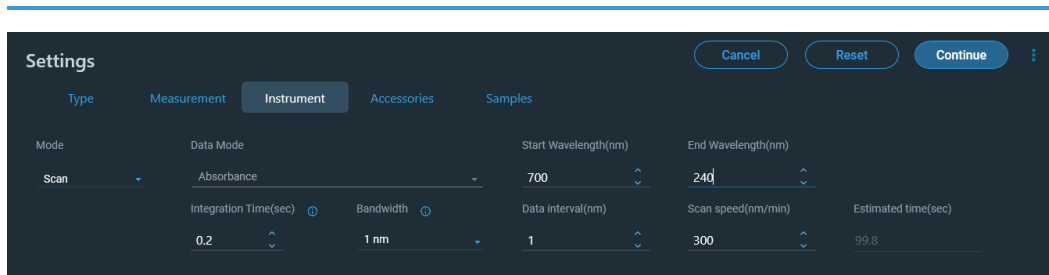 Settings Cancel Reset Continue
Type Measurement Instrument Accessories Samples
Mode Data Mode Start Wavelength(nm) End Wavelength(nm)
Scan Absorbance 700 240
Integration Time(sec) Bandwidth Data interval(nm) Scan speed(nm/min) Estimated time(sec)
0.2 1 nm 1 300 99.8